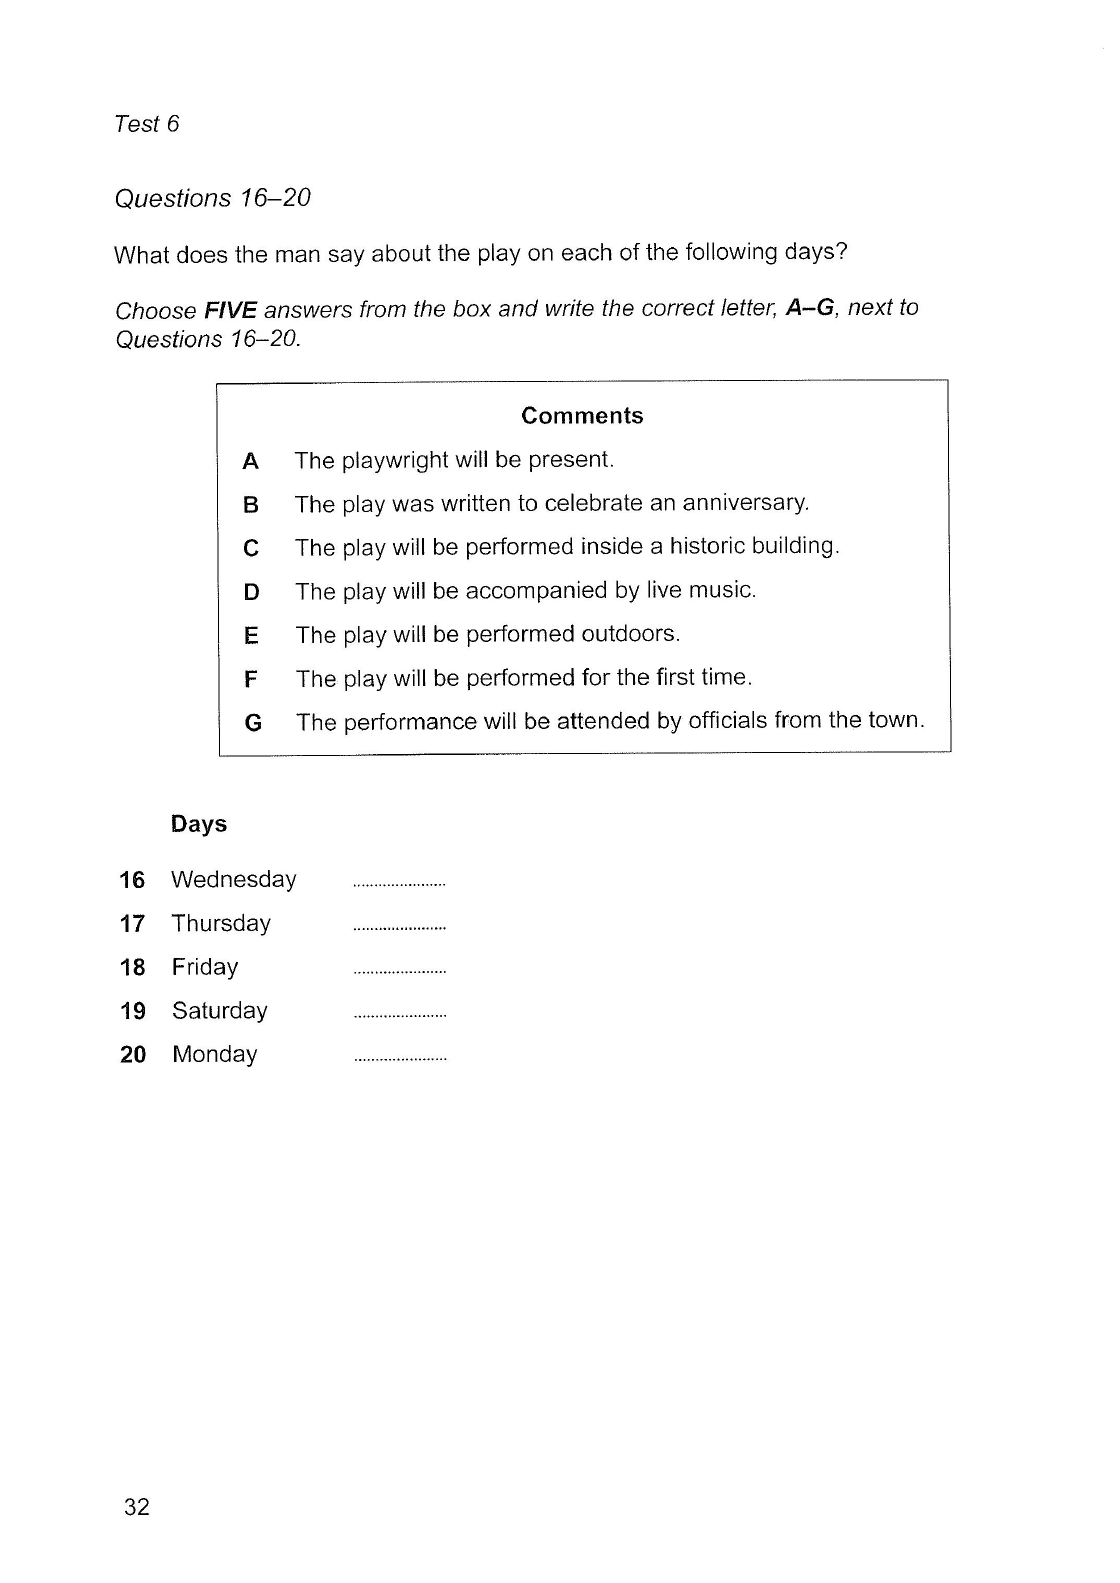 Test 6
Questions 16–20
What does the man say about the play on each of the following days?
Choose FIVE answers from the box and write the correct letter, A–G, next to
Questions 16–20.
Comments
A The playwright will be present.
B The play was written to celebrate an anniversary.
C The play will be performed inside a historic building.
D The play will be accompanied by live music.
E The play will be performed outdoors.
F The play will be performed for the first time.
G The performance will be attended by officials from the town.
Days
16 Wednesday ......................
17 Thursday ......................
18 Friday ......................
19 Saturday ......................
20 Monday ......................
32